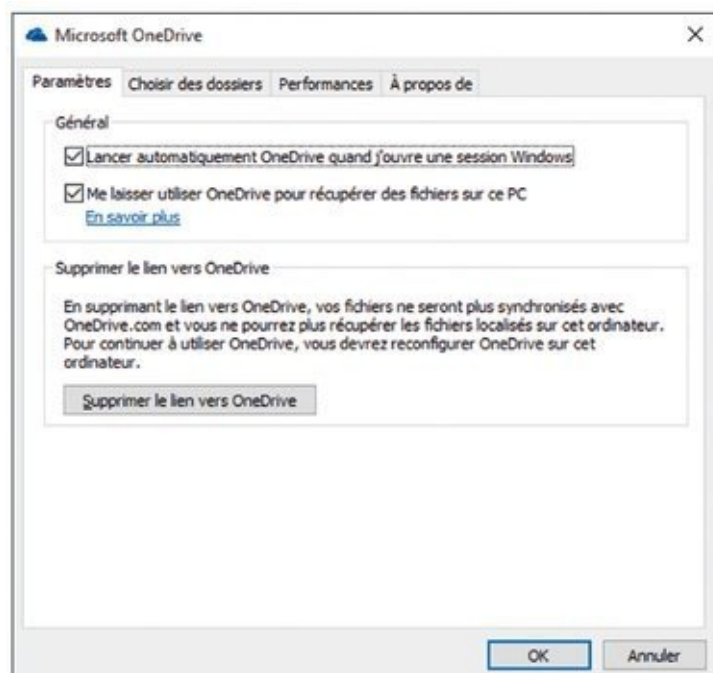 Microsoft OneDrive
Paramètres Choisir des dossiers Performances À propos de
Général
Lancer automatiquement OneDrive quand j'ouvre une session Windows
Me laisser utiliser OneDrive pour récupérer des fichiers sur ce PC
En savoir plus
Supprimer le lien vers OneDrive
En supprimant le lien vers OneDrive, vos fichiers ne seront plus synchronisés avec
OneDrive.com et vous ne pourrez plus récupérer les fichiers localisés sur cet ordinateur.
Pour continuer à utiliser OneDrive, vous devrez reconfigurer OneDrive sur cet
ordinateur.
Supprimer le lien vers OneDrive
OK Annuler